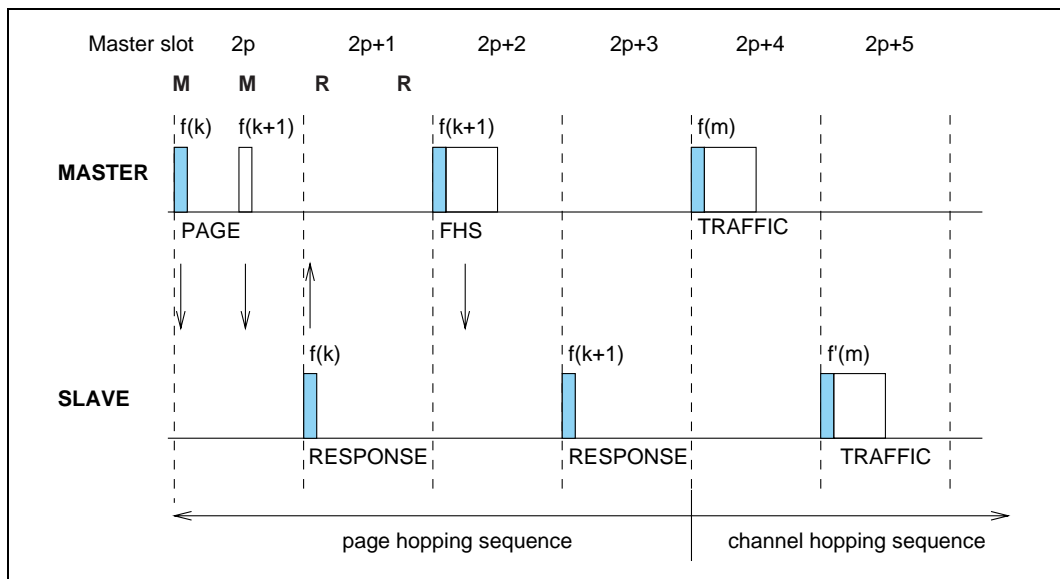 Master slot 2p 2p+1 2p+2 2p+3 2p+4 2p+5
M M R R
f(k) f(k+1) f(k+1) f(m)
MASTER
PAGE FHS TRAFFIC
f(k) f(k+1) f'(m)
SLAVE
RESPONSE RESPONSE TRAFFIC
page hopping sequence channel hopping sequence